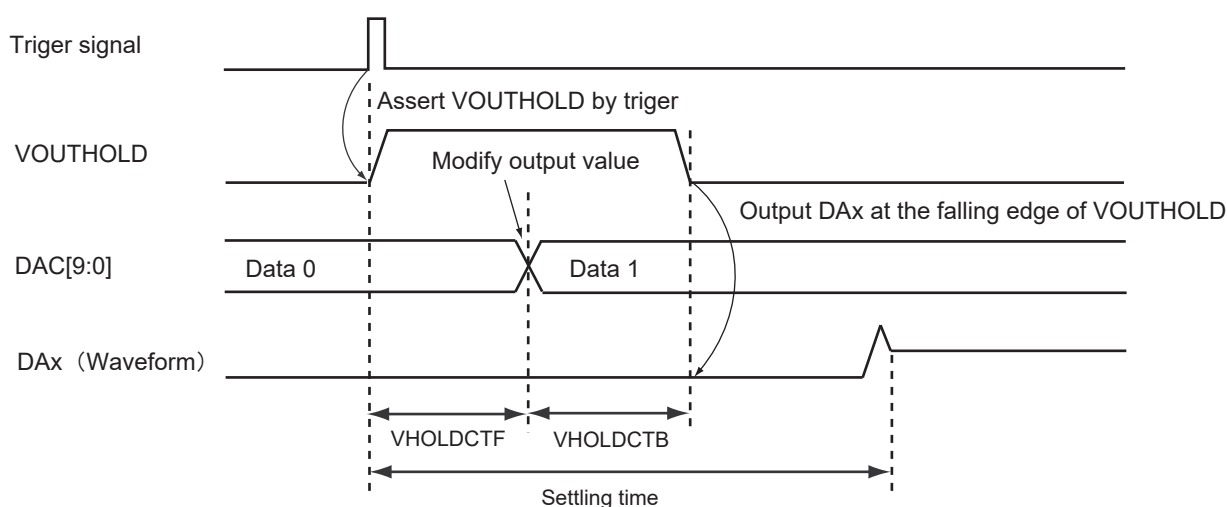 Triger signal
Assert VOUTHOLD by triger
VOUTHOLD
Modify output value
Output DAx at the falling edge of VOUTHOLD
DAC[9:0]
Data 0
Data 1
DAx（Waveform）
VHOLDCTF
VHOLDCTB
Settling time